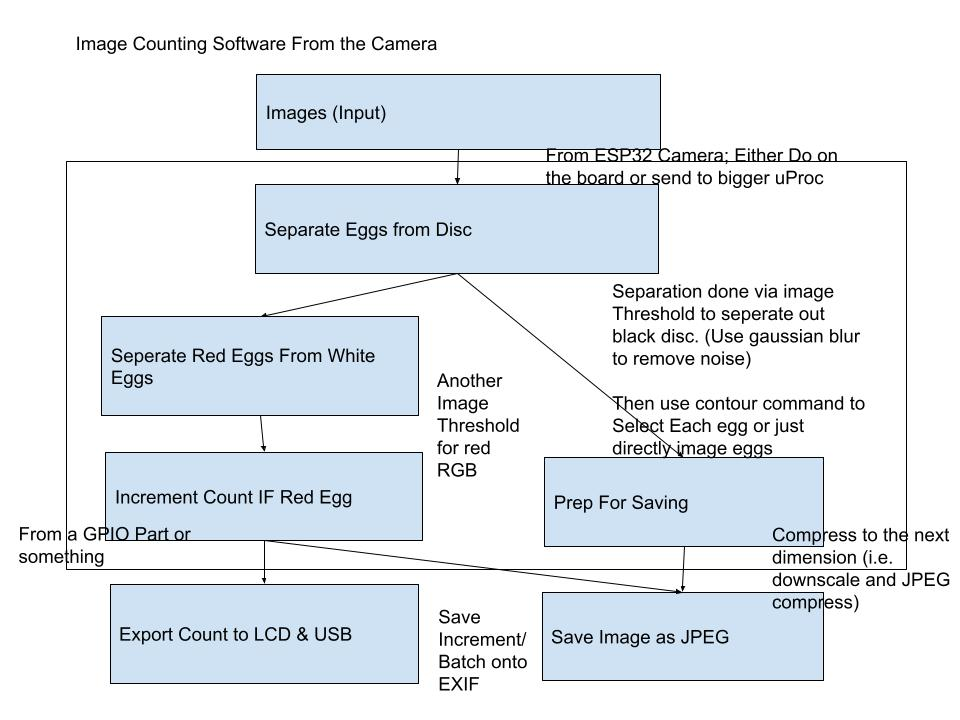 Image Counting Software From the Camera
Images (Input)
From ESP32 Camera; Either Do on
the board or send to bigger uProc
Separate Eggs from Disc
Separation done via image
Threshold to seperate out
black disc. (Use gaussian blur
to remove noise)
Then use contour command to
Select Each egg or just
directly image eggs
Seperate Red Eggs From White
Eggs
Another
Image
Threshold
for red
RGB
Increment Count IF Red Egg
Prep For Saving
From a GPIO Part or
something
Compress to the next
dimension (i.e.
downscale and JPEG
compress)
Export Count to LCD & USB
Save
Increment/
Batch onto
EXIF
Save Image as JPEG